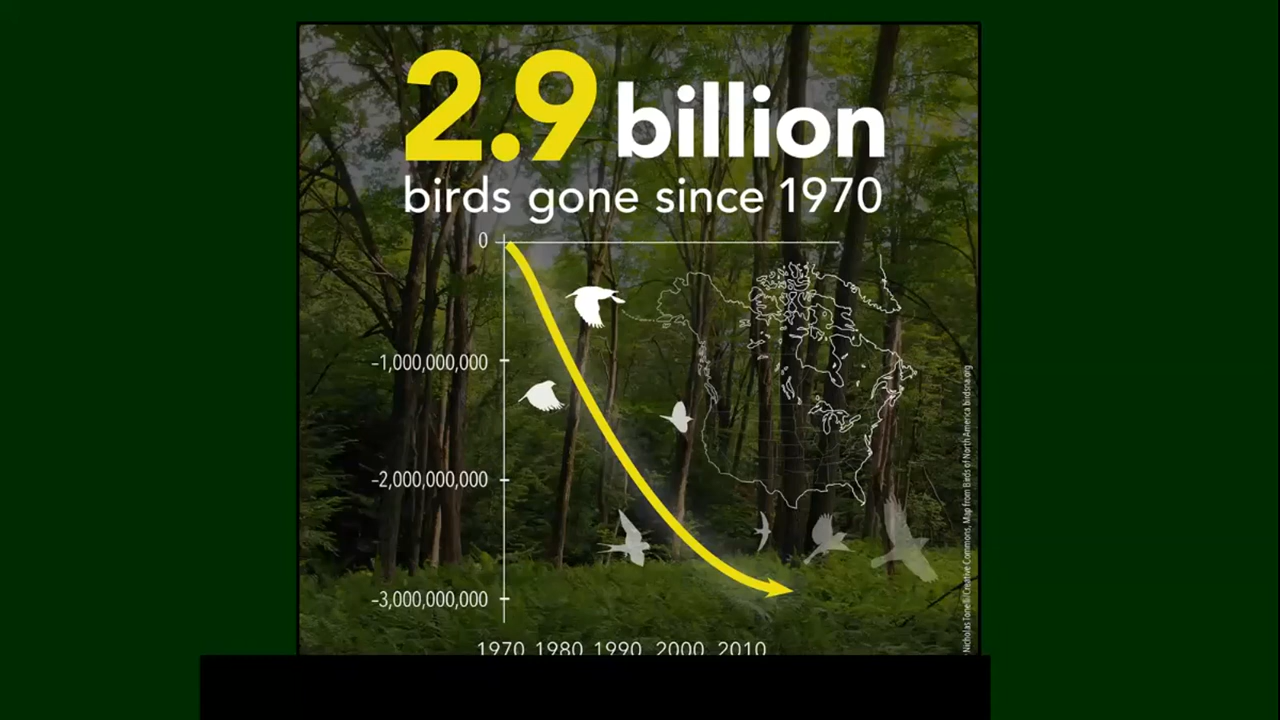 2.9 billion
birds gone since 1970
0
-1,000,000,000
-2,000,000,000
-3,000,000,000
1970 1980 1990 2000 2010
Nicholas Tonelli Creative Commons, Map from Birds of North America birdsna.org